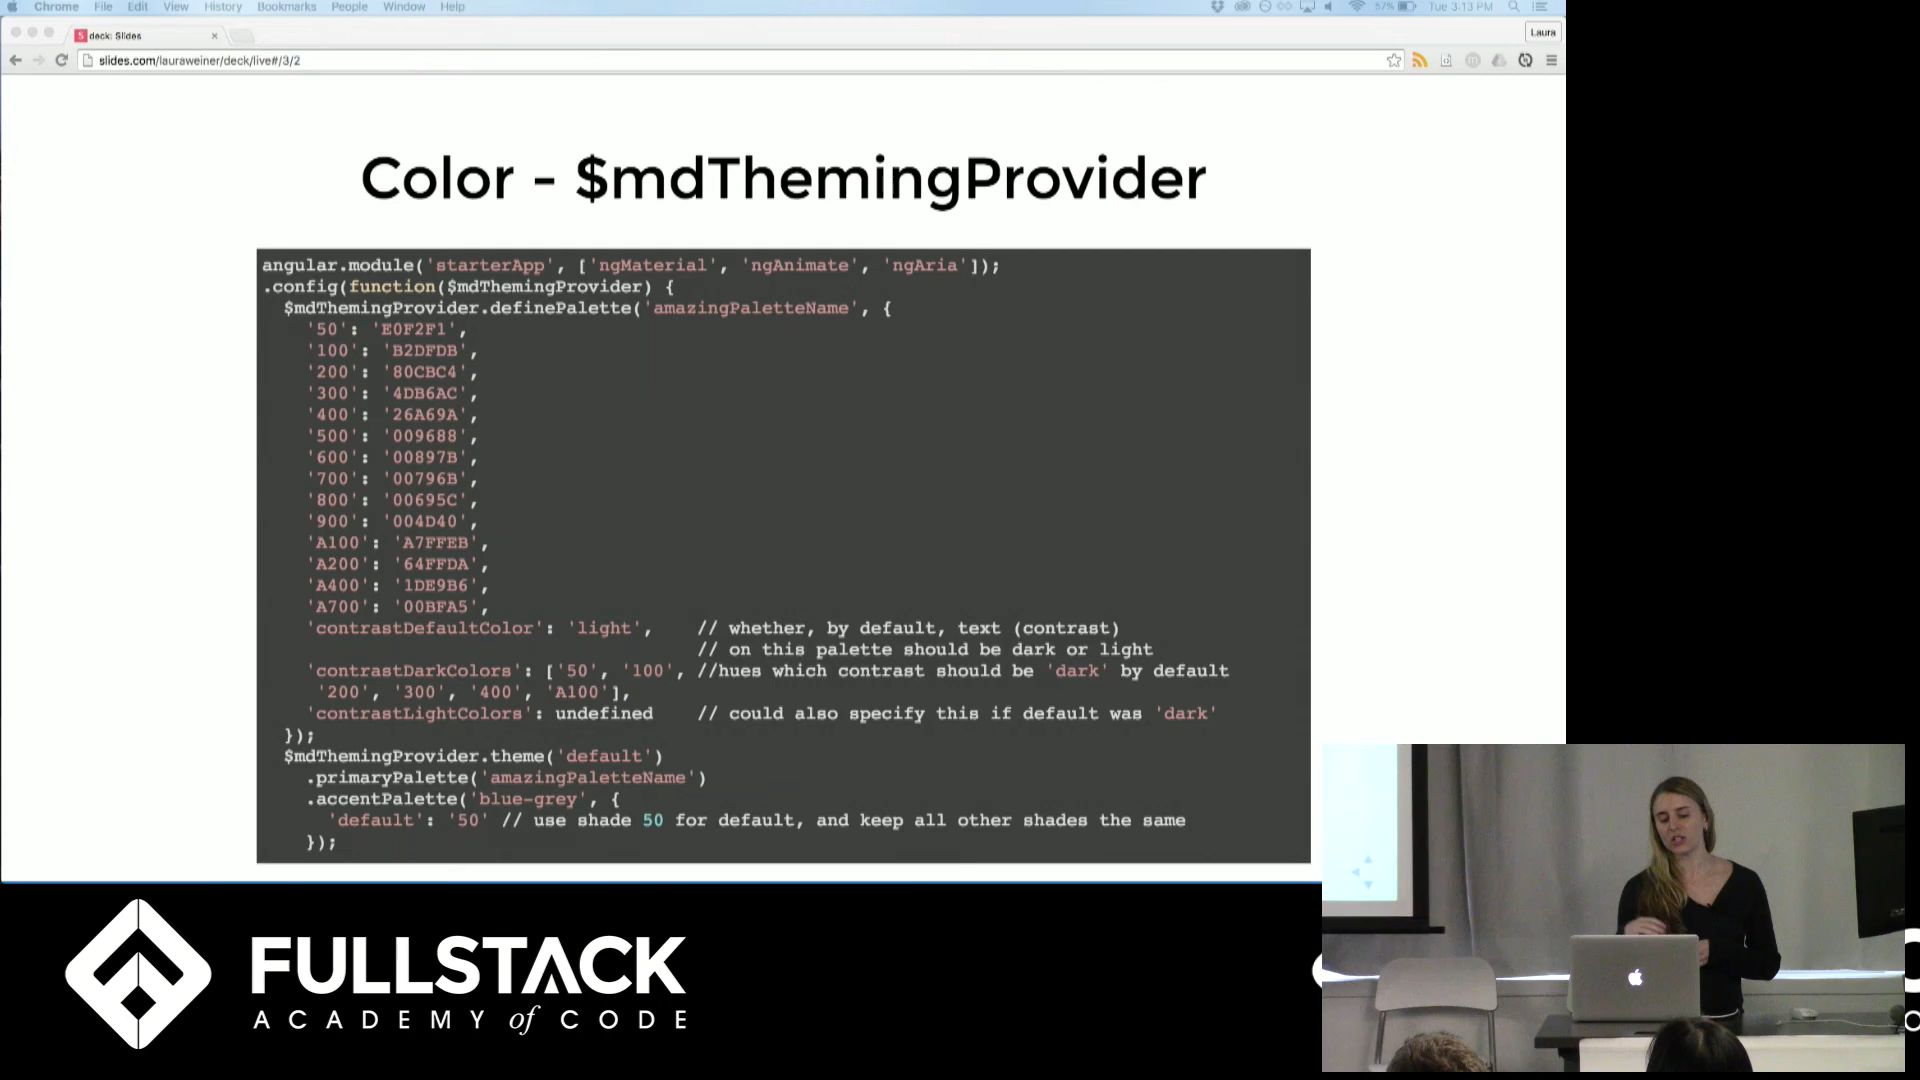 Chrome File Edit View History Bookmarks People Window Help 57% Tue 3:13 PM
deck: Slides
Laura
slides.com/lauraweiner/deck/live#/3/2
Color - $mdThemingProvider
angular.module('starterApp', ['ngMaterial', 'ngAnimate', 'ngAria']);
.config(function($mdThemingProvider) {
$mdThemingProvider.definePalette('amazingPaletteName', {
'50': 'E0F2F1',
'100': 'B2DFDB',
'200': '80CBC4',
'300': '4DB6AC',
'400': '26A69A',
'500': '009688',
'600': '00897B',
'700': '00796B',
'800': '00695C',
'900': '004D40',
'A100': 'A7FFEB',
'A200': '64FFDA',
'A400': '1DE9B6',
'A700': '00BFA5',
'contrastDefaultColor': 'light', // whether, by default, text (contrast)
// on this palette should be dark or light
'contrastDarkColors': ['50', '100', //hues which contrast should be 'dark' by default
'200', '300', '400', 'A100'],
'contrastLightColors': undefined // could also specify this if default was 'dark'
});
$mdThemingProvider.theme('default')
.primaryPalette('amazingPaletteName')
.accentPalette('blue-grey', {
'default': '50' // use shade 50 for default, and keep all other shades the same
});
FULLSTACK
ACADEMY of CODE